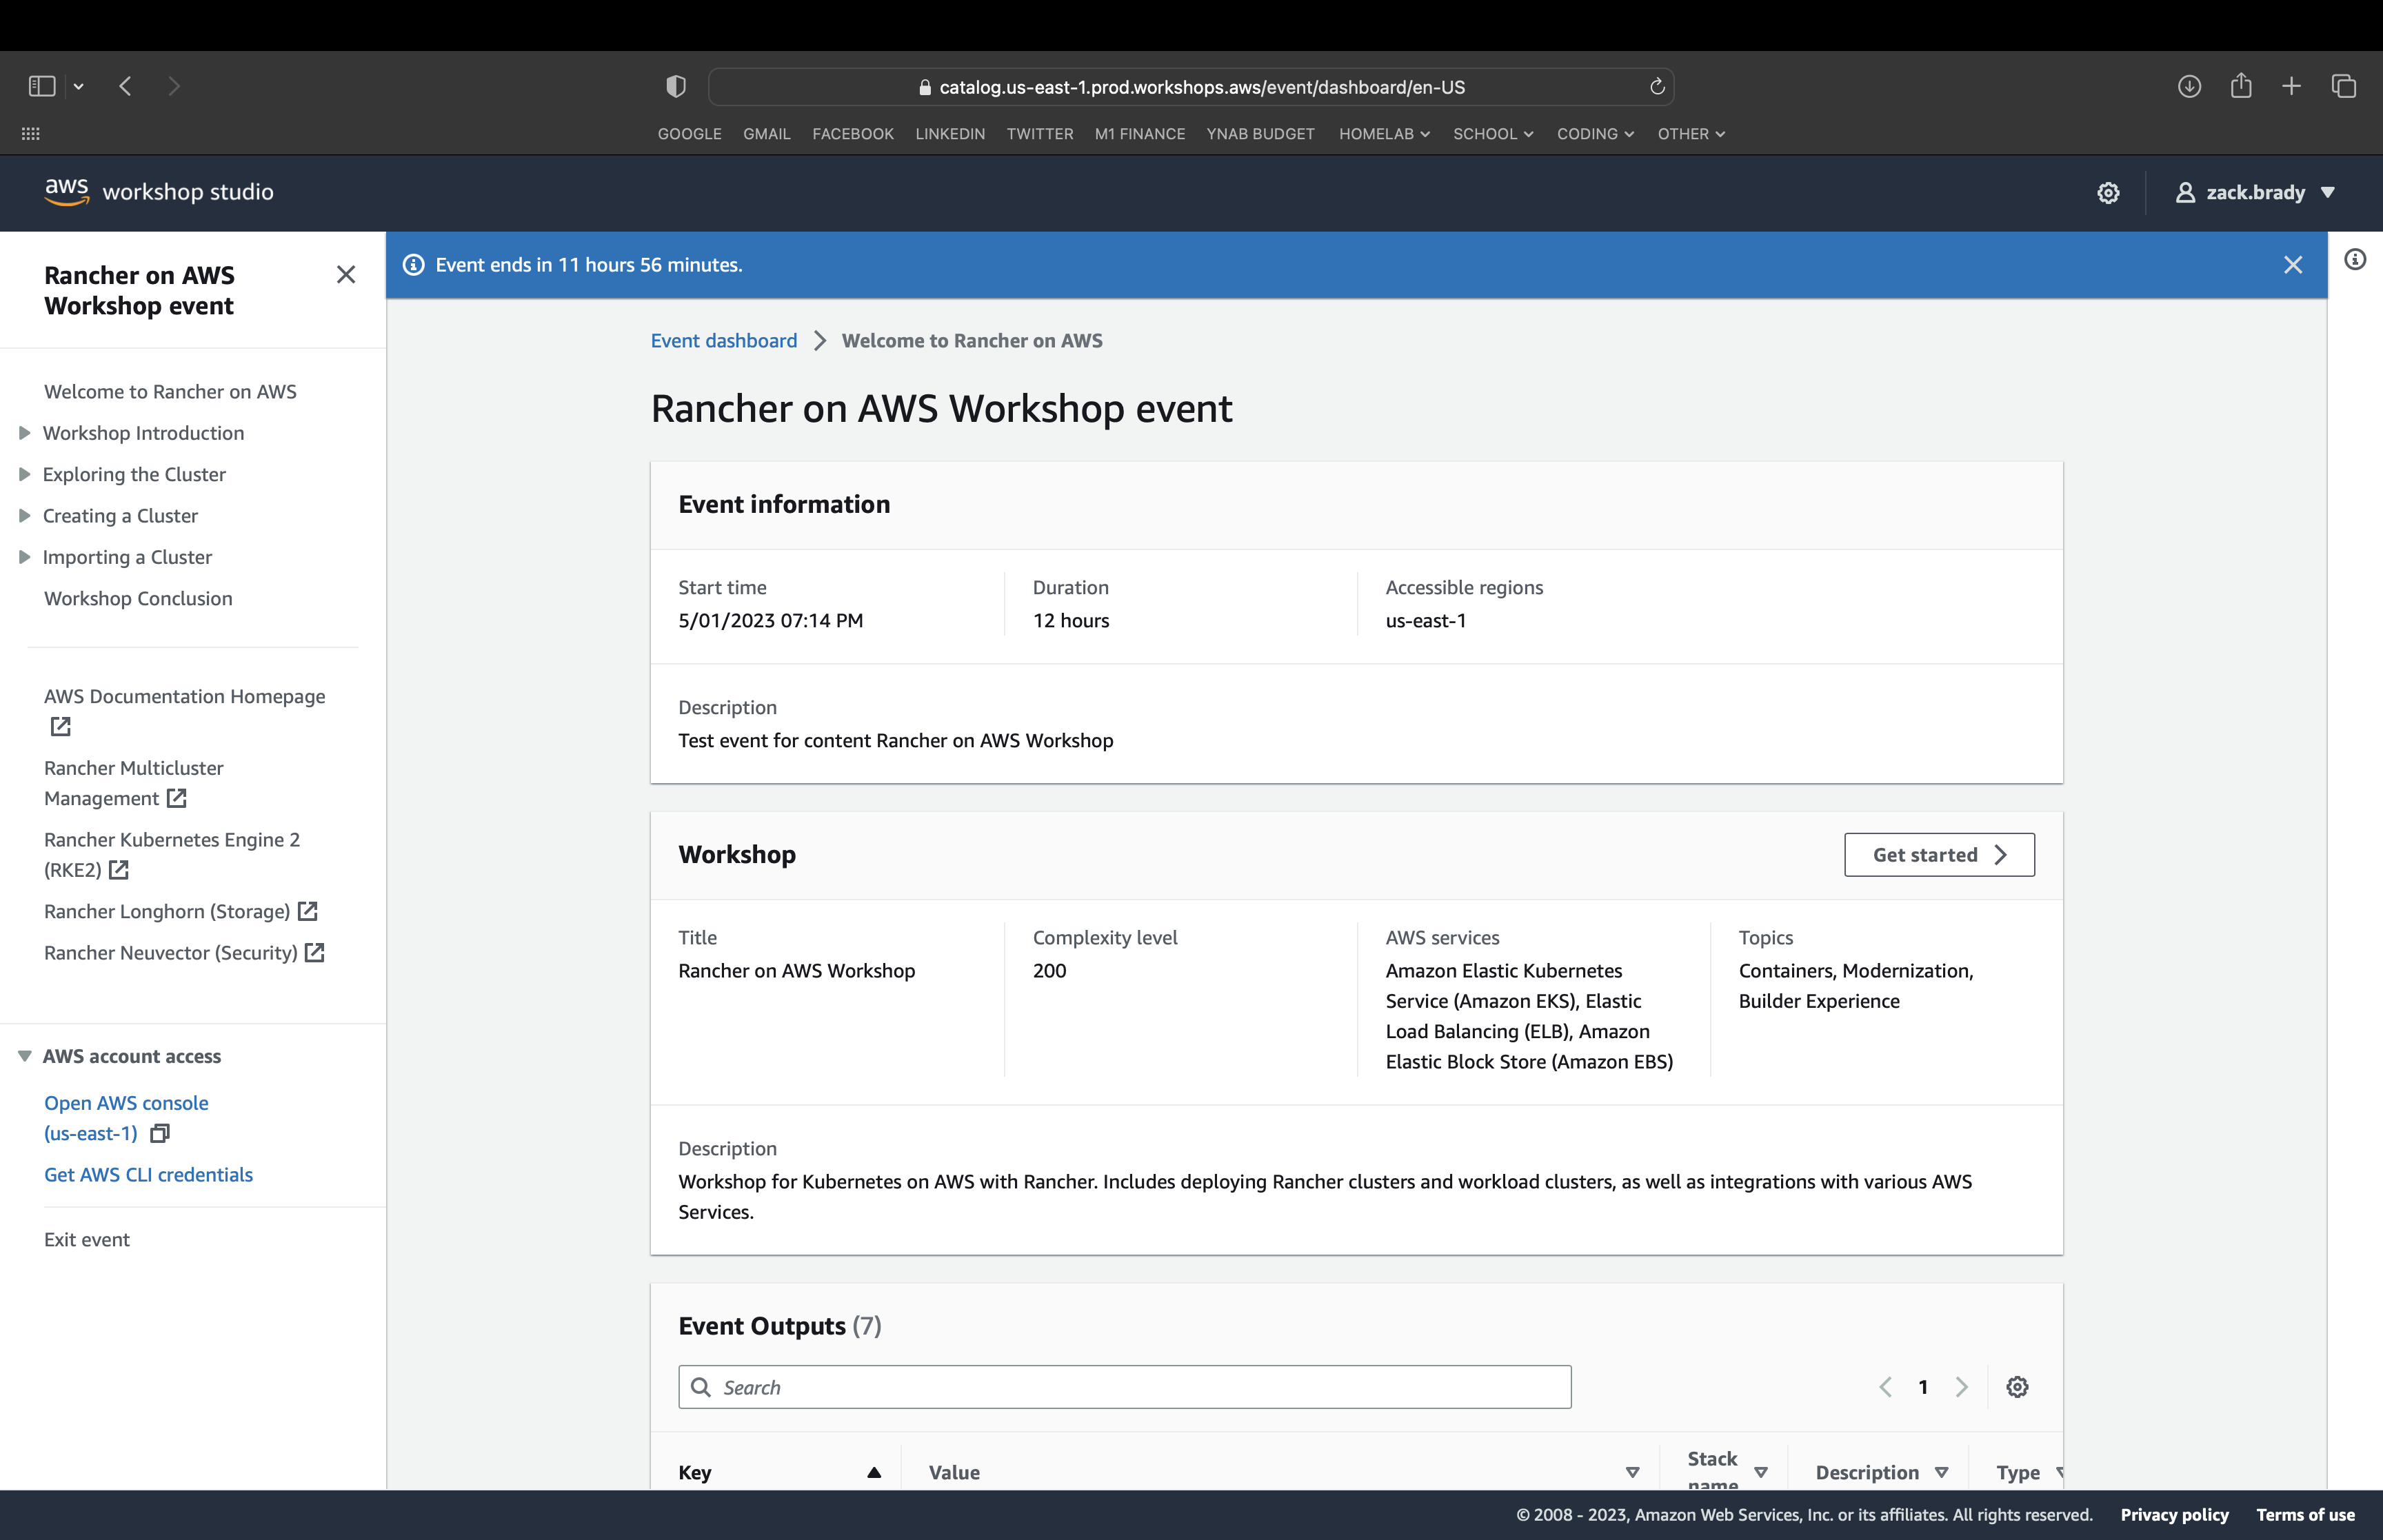 catalog.us-east-1.prod.workshops.aws/event/dashboard/en-US
GOOGLE GMAIL FACEBOOK LINKEDIN TWITTER M1 FINANCE YNAB BUDGET HOMELAB SCHOOL CODING OTHER
aws workshop studio
zack.brady
Rancher on AWS
Workshop event
Welcome to Rancher on AWS
Workshop Introduction
Exploring the Cluster
Creating a Cluster
Importing a Cluster
Workshop Conclusion
AWS Documentation Homepage
Rancher Multicluster
Management
Rancher Kubernetes Engine 2
(RKE2)
Rancher Longhorn (Storage)
Rancher Neuvector (Security)
AWS account access
Open AWS console
(us-east-1)
Get AWS CLI credentials
Exit event
Event ends in 11 hours 56 minutes.
Event dashboard Welcome to Rancher on AWS
Rancher on AWS Workshop event
Event information
Start time
5/01/2023 07:14 PM
Duration
12 hours
Accessible regions
us-east-1
Description
Test event for content Rancher on AWS Workshop
Workshop
Get started
Title
Rancher on AWS Workshop
Complexity level
200
AWS services
Amazon Elastic Kubernetes
Service (Amazon EKS), Elastic
Load Balancing (ELB), Amazon
Elastic Block Store (Amazon EBS)
Topics
Containers, Modernization,
Builder Experience
Description
Workshop for Kubernetes on AWS with Rancher. Includes deploying Rancher clusters and workload clusters, as well as integrations with various AWS
Services.
Event Outputs (7)
Search
1
Key Value Stack name Description Type
© 2008 - 2023, Amazon Web Services, Inc. or its affiliates. All rights reserved. Privacy policy Terms of use